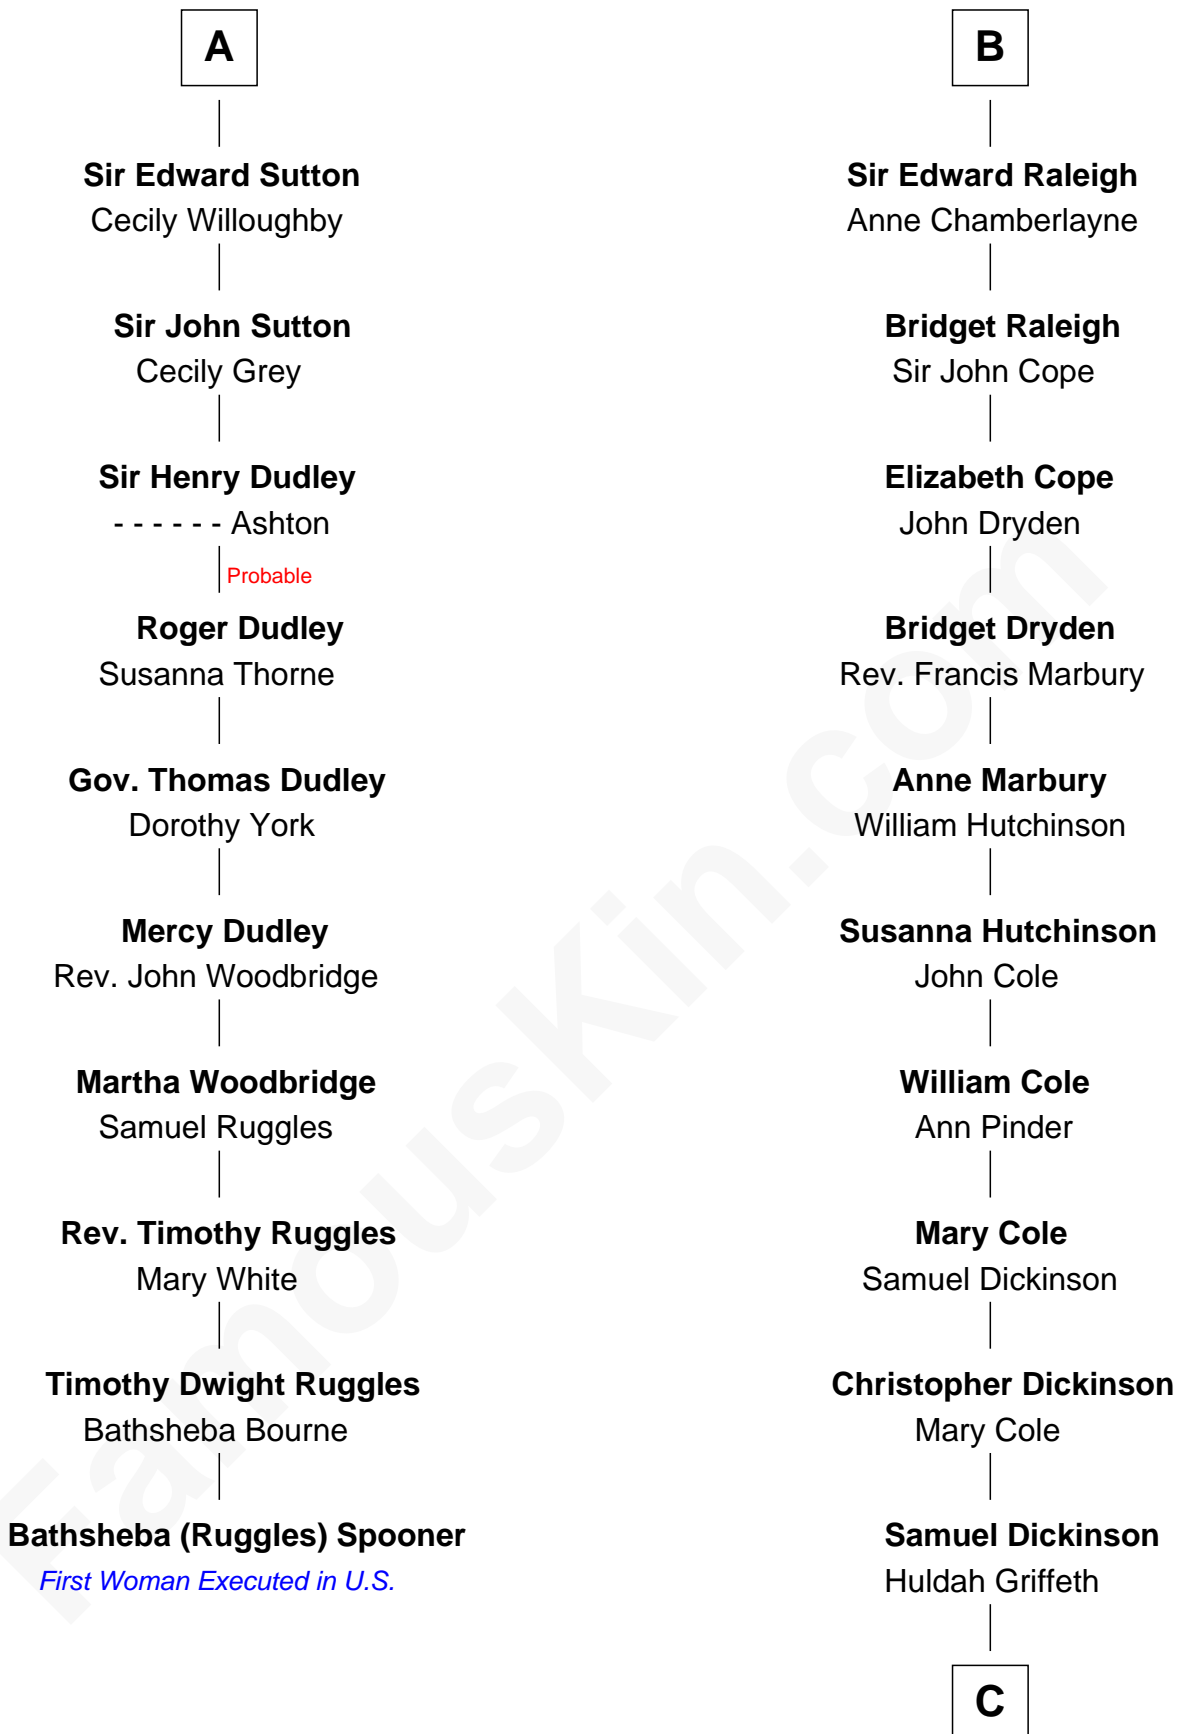 A
Sir Edward Sutton
Cecily Willoughby
Sir John Sutton
Cecily Grey
Sir Henry Dudley
- - - - - - Ashton
Probable
Roger Dudley
Susanna Thorne
Gov. Thomas Dudley
Dorothy York
Mercy Dudley
Rev. John Woodbridge
Martha Woodbridge
Samuel Ruggles
Rev. Timothy Ruggles
Mary White
Timothy Dwight Ruggles
Bathsheba Bourne
Bathsheba (Ruggles) Spooner
First Woman Executed in U.S.
B
Sir Edward Raleigh
Anne Chamberlayne
Bridget Raleigh
Sir John Cope
Elizabeth Cope
John Dryden
Bridget Dryden
Rev. Francis Marbury
Anne Marbury
William Hutchinson
Susanna Hutchinson
John Cole
William Cole
Ann Pinder
Mary Cole
Samuel Dickinson
Christopher Dickinson
Mary Cole
Samuel Dickinson
Huldah Griffeth
C
FamousKin.com